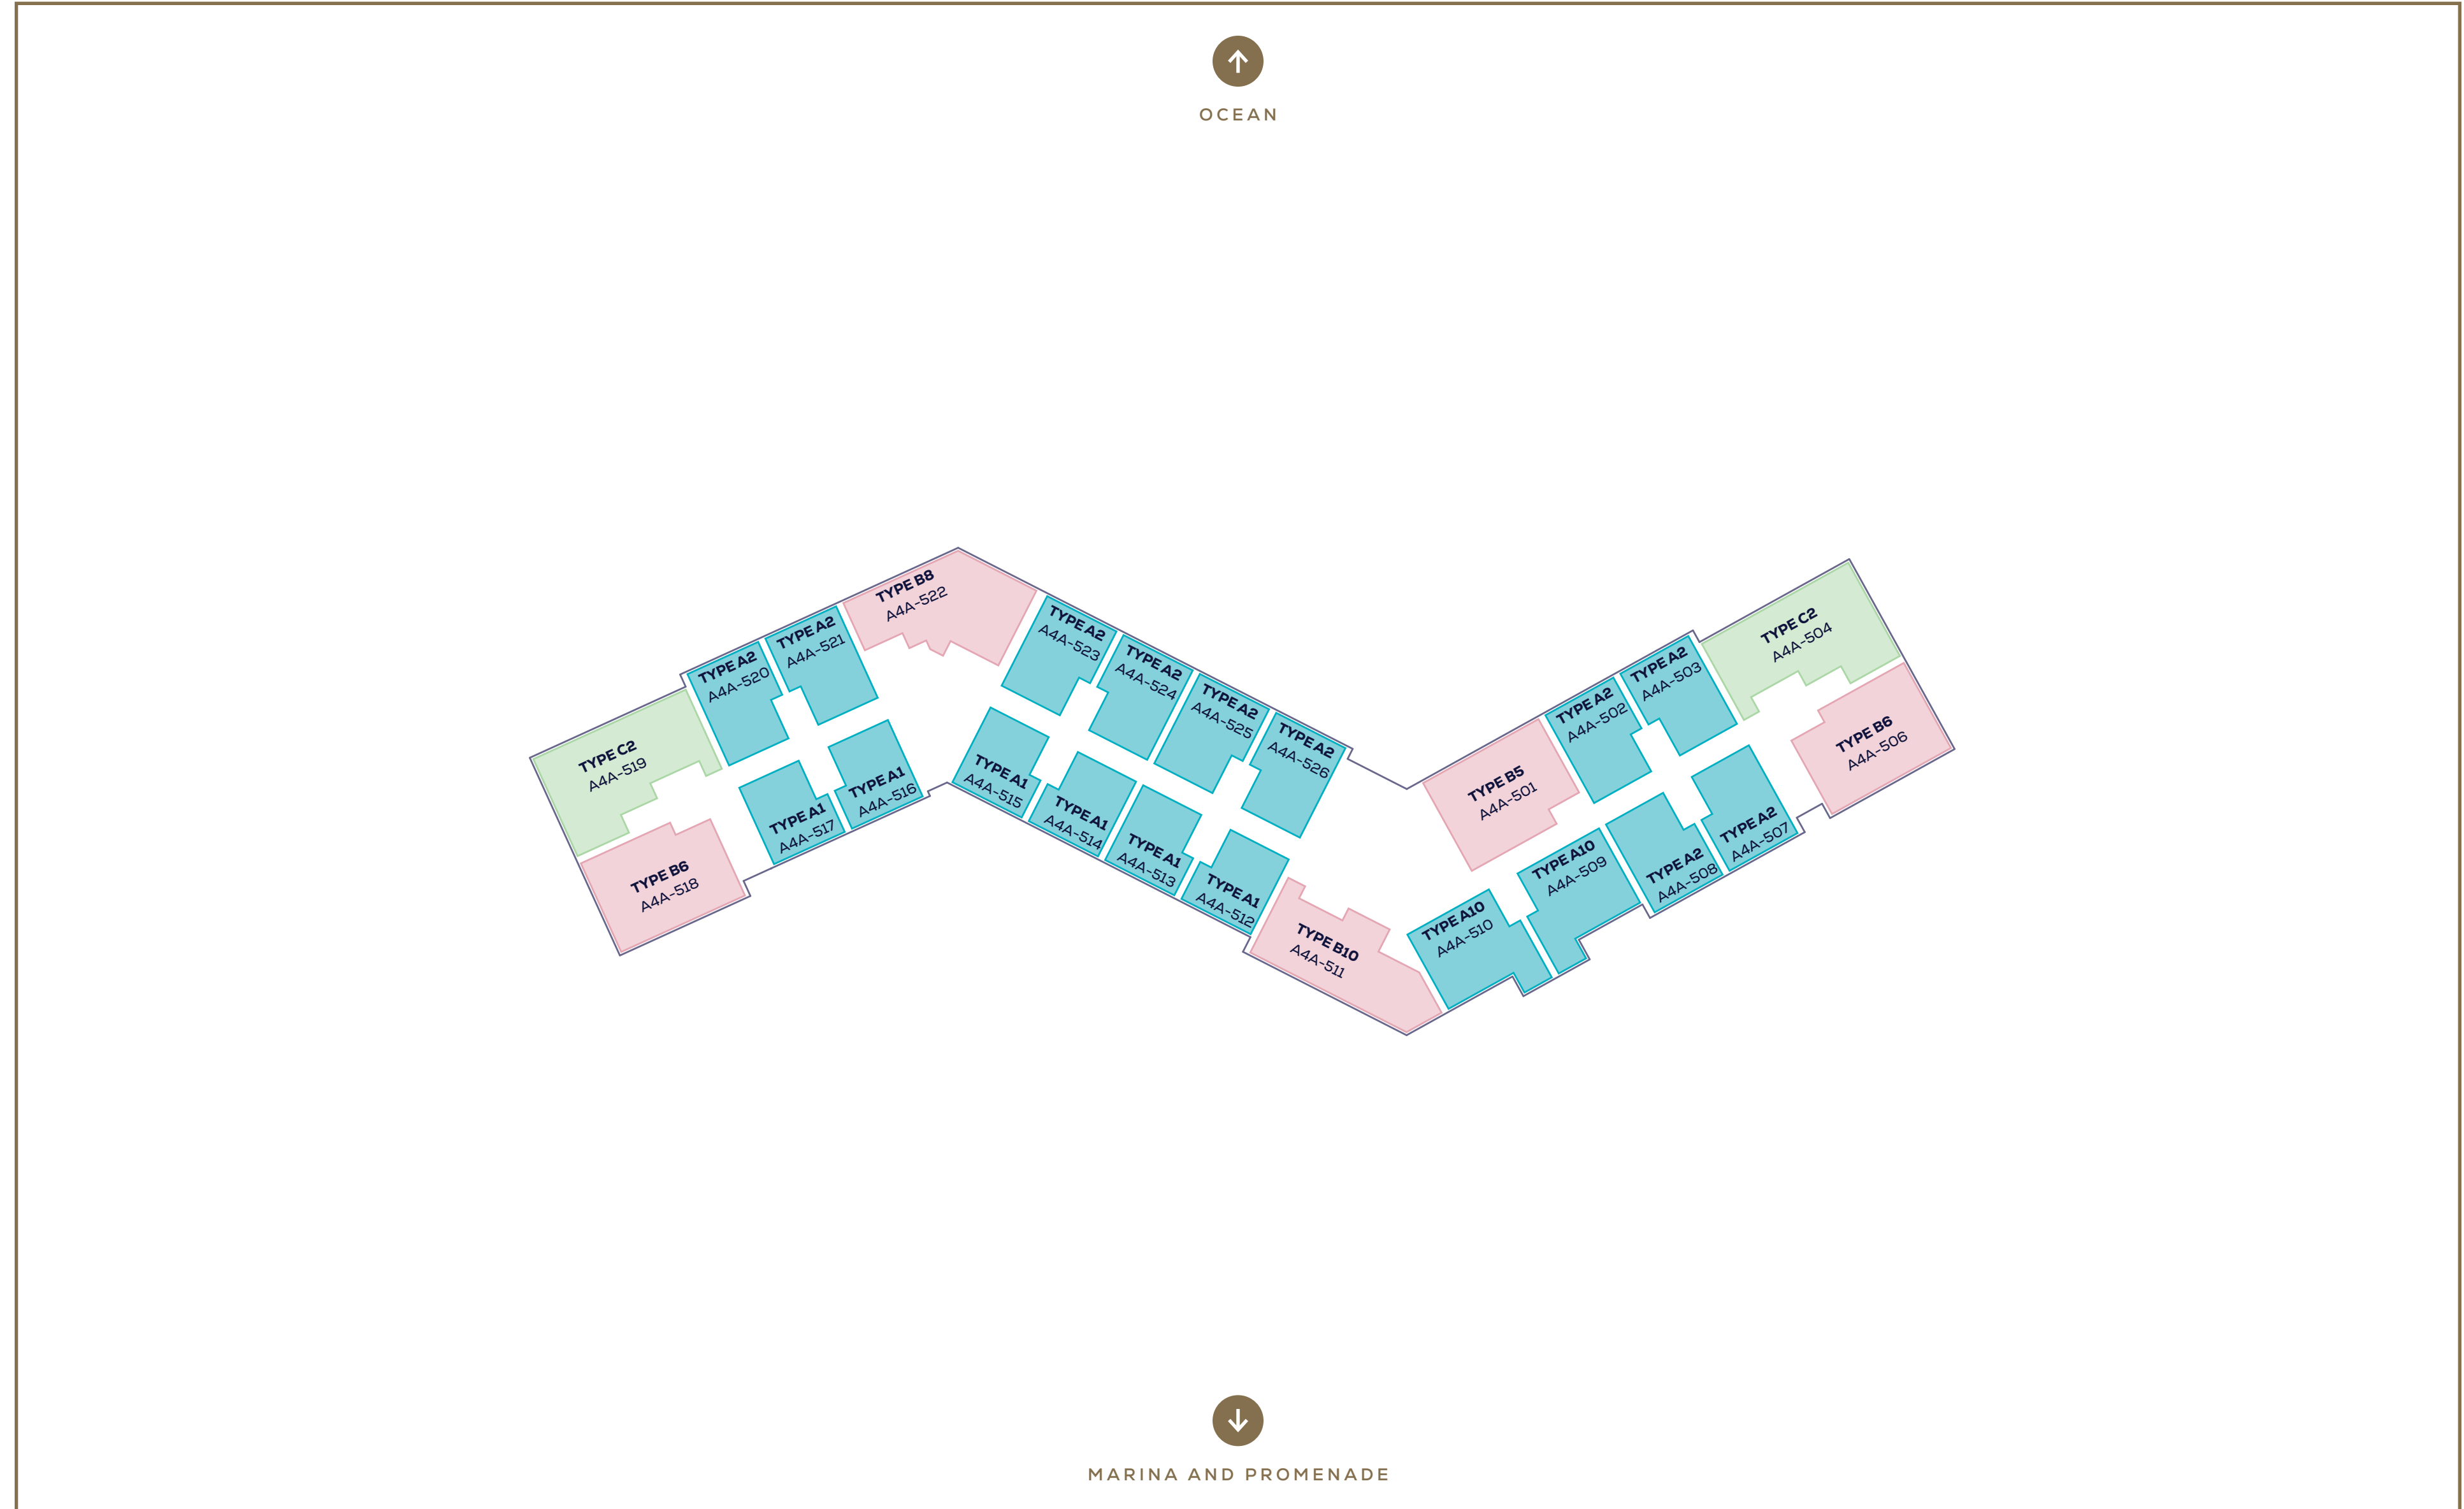 OCEAN
TYPE B8
A4A-522
TYPE A2
A4A-521
TYPE A2
A4A-520
TYPE C2
A4A-519
TYPE B6
A4A-518
TYPE A1
A4A-517
TYPE A1
A4A-516
TYPE A2
A4A-523
TYPE A2
A4A-524
TYPE A2
A4A-525
TYPE A2
A4A-526
TYPE A1
A4A-515
TYPE A1
A4A-514
TYPE A1
A4A-513
TYPE A1
A4A-512
TYPE B10
A4A-511
TYPE B5
A4A-501
TYPE A2
A4A-502
TYPE A2
A4A-503
TYPE C2
A4A-504
TYPE B6
A4A-506
TYPE A2
A4A-507
TYPE A2
A4A-508
TYPE A10
A4A-509
TYPE A10
A4A-510
MARINA AND PROMENADE